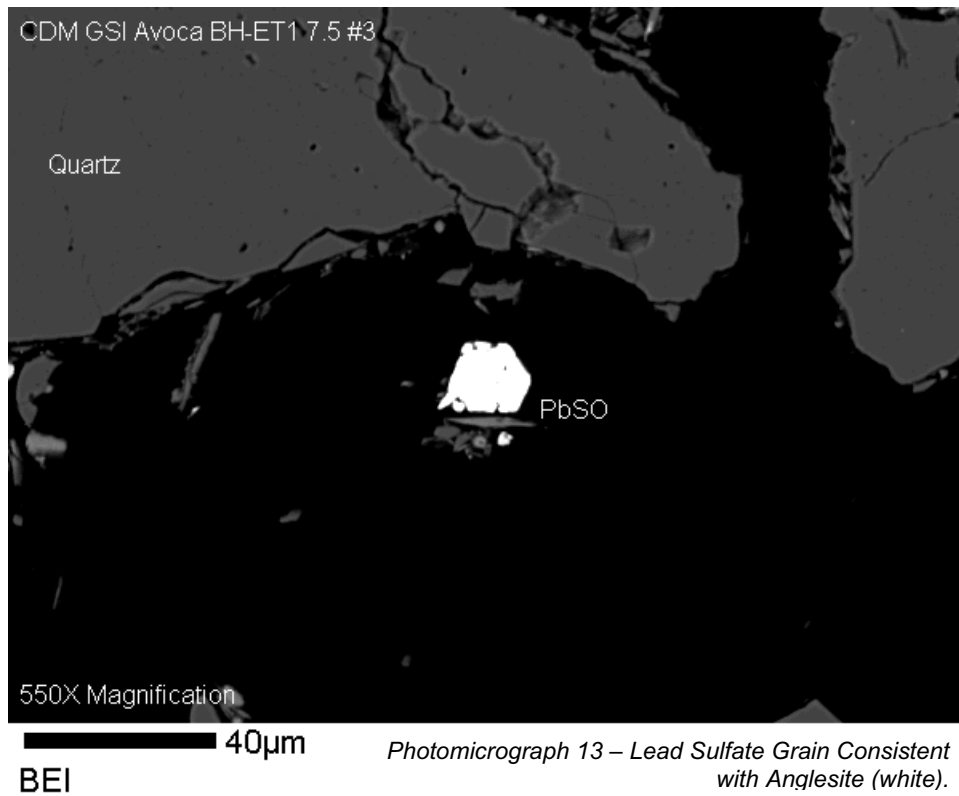 CDM GSI Avoca BH-ET1 7.5 #3
Quartz
PbSO
550X Magnification
40µm
BEI
Photomicrograph 13 – Lead Sulfate Grain Consistent
with Anglesite (white).